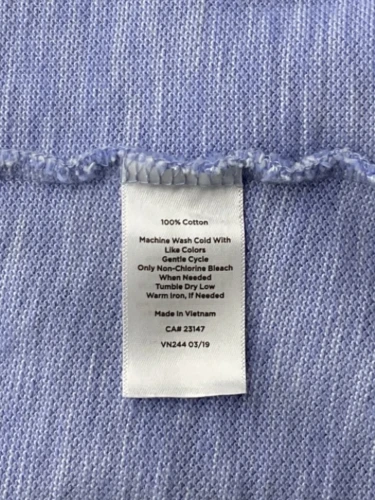 100% Cotton
Machine Wash Cold With
Like Colors
Gentle Cycle
Only Non-Chlorine Bleach
When Needed
Tumble Dry Low
Warm Iron, If Needed
Made in Vietnam
CA# 23147
VN244 03/19